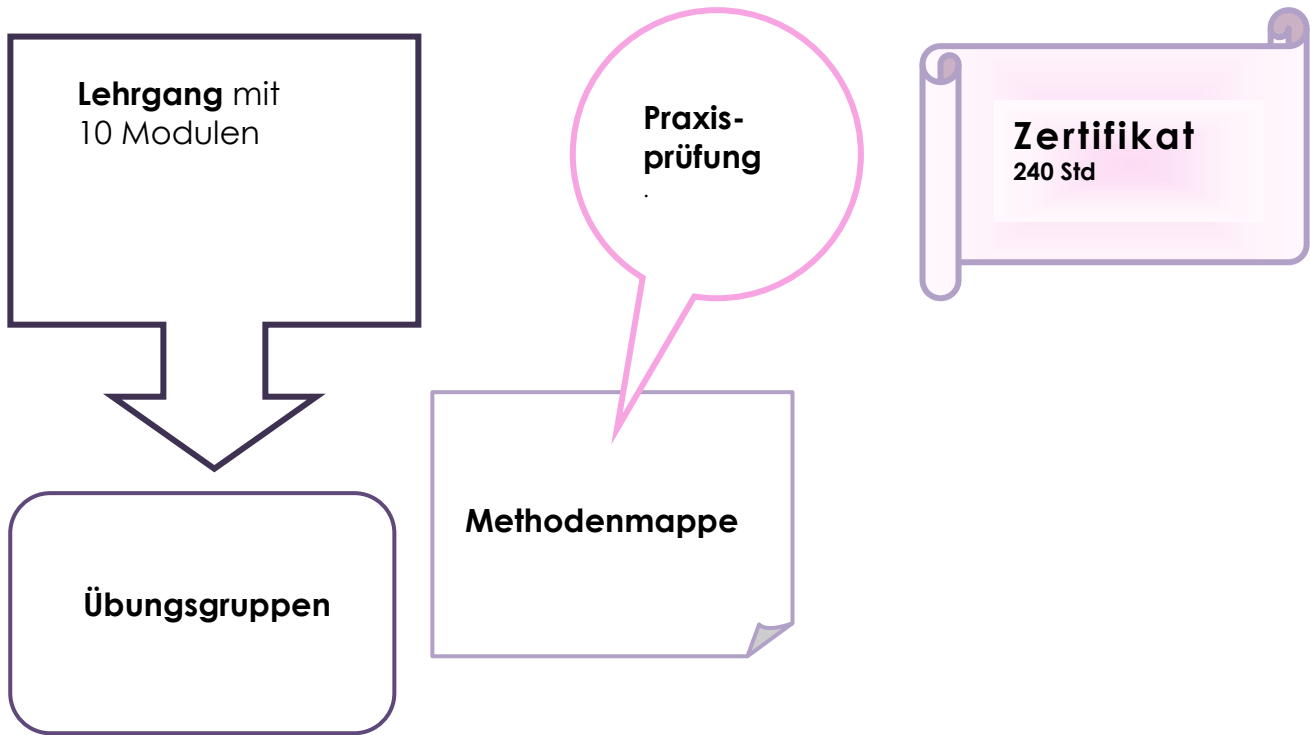 Lehrgang mit
10 Modulen
Praxis-
prüfung
.
Zertifikat
240 Std
Methodenmappe
Übungsgruppen